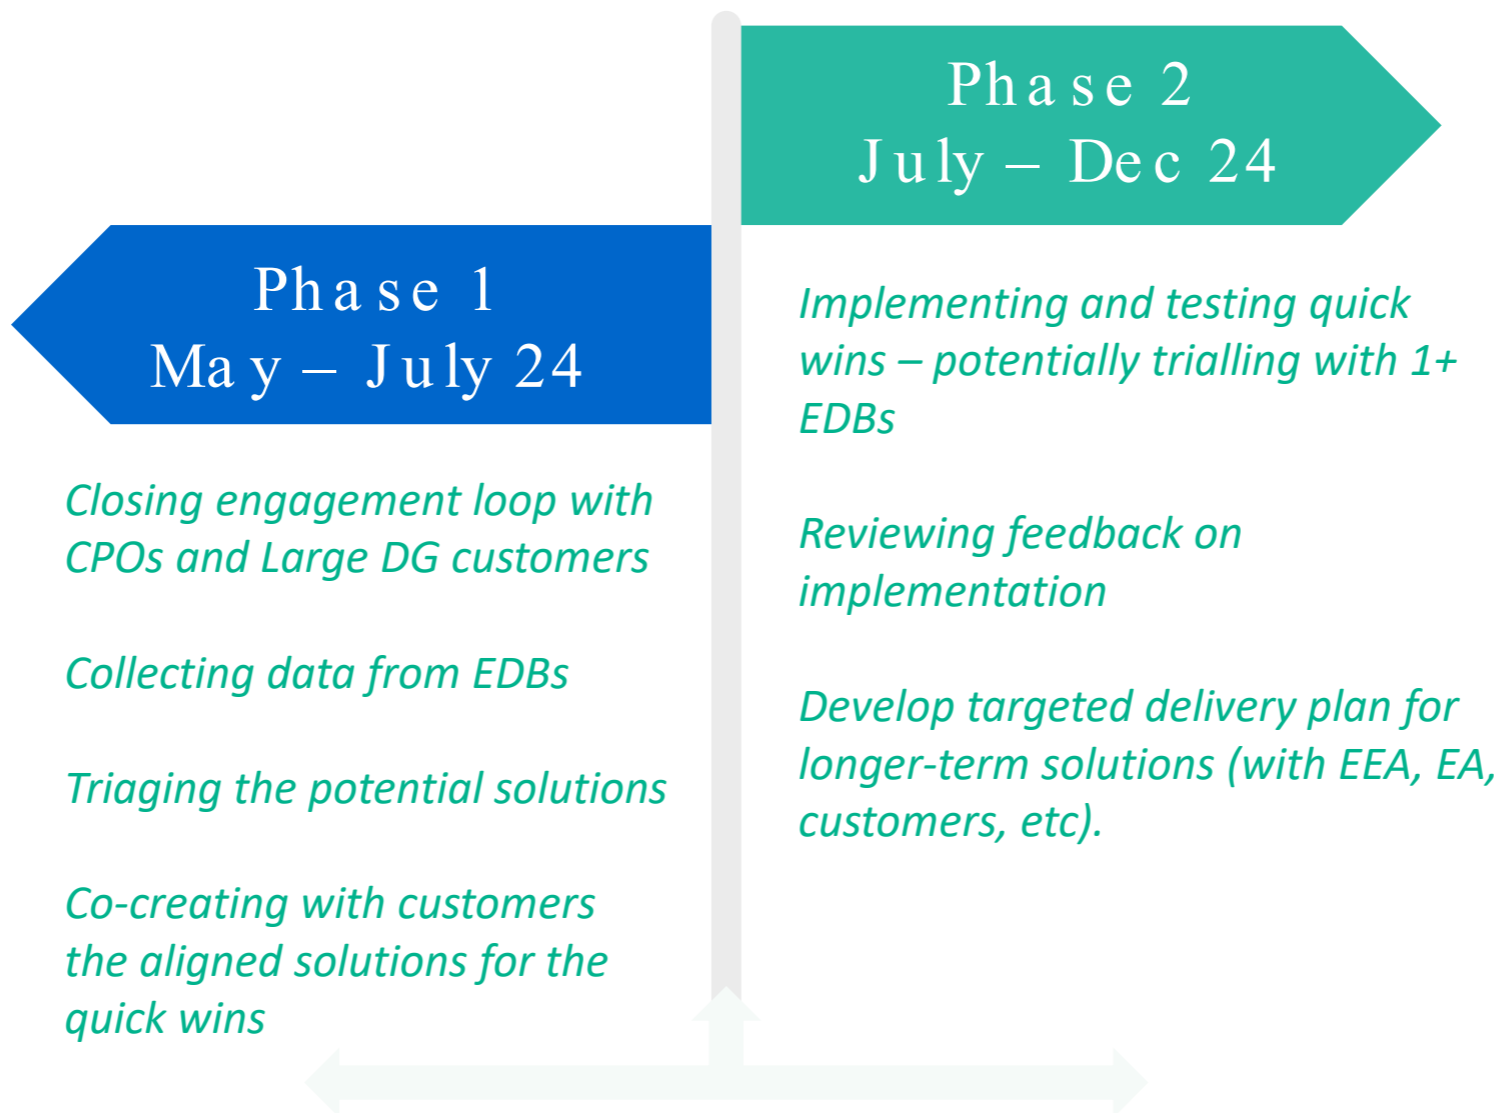 Phase 1
May – July 24
Closing engagement loop with
CPOs and Large DG customers
Collecting data from EDBs
Triaging the potential solutions
Co-creating with customers
the aligned solutions for the
quick wins
Phase 2
July – Dec 24
Implementing and testing quick
wins – potentially trialling with 1+
EDBs
Reviewing feedback on
implementation
Develop targeted delivery plan for
longer-term solutions (with EEA, EA,
customers, etc).